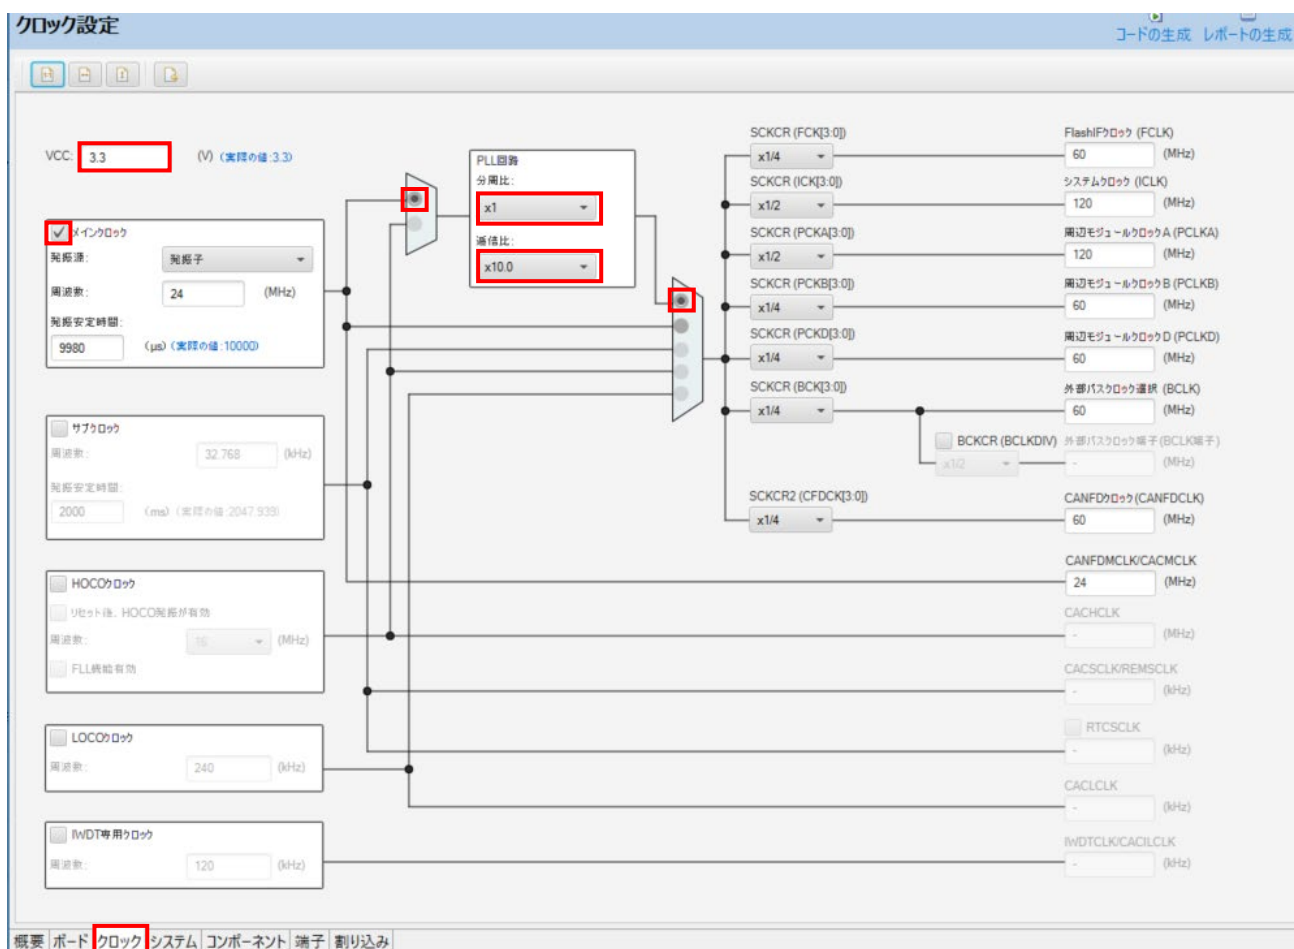 クロック設定
コードの生成 レポートの生成
VCC: 3.3 (V) (実際の値:3.3)
メインクロック
発振源: 発振子
周波数: 24 (MHz)
発振安定時間:
9980 (μs) (実際の値:10000)
サブクロック
周波数: 32.768 (kHz)
発振安定時間:
2000 (ms) (実際の値:2047.939)
HOCOクロック
リセット後、HOCO発振が有効
周波数: 16 (MHz)
FLL機能有効
LOCOクロック
周波数: 240 (kHz)
IWDT専用クロック
周波数: 120 (kHz)
PLL回路
分周比:
x1
逓倍比:
x10.0
SCKCR (FCK[3:0])
x1/4
SCKCR (ICK[3:0])
x1/2
SCKCR (PCKA[3:0])
x1/2
SCKCR (PCKB[3:0])
x1/4
SCKCR (PCKD[3:0])
x1/4
SCKCR (BCK[3:0])
x1/4
BCKCR (BCLKDIV)
x1/2
SCKCR2 (CFDCK[3:0])
x1/4
FlashIFクロック (FCLK)
60 (MHz)
システムクロック (ICLK)
120 (MHz)
周辺モジュールクロックA (PCLKA)
120 (MHz)
周辺モジュールクロックB (PCLKB)
60 (MHz)
周辺モジュールクロックD (PCLKD)
60 (MHz)
外部バスクロック選択 (BCLK)
60 (MHz)
外部バスクロック端子(BCLK端子)
- (MHz)
CANFDクロック(CANFDCLK)
60 (MHz)
CANFDMCLK/CACMCLK
24 (MHz)
CACHCLK
- (MHz)
CACSCLK/REMSCLK
- (kHz)
RTCSCLK
- (kHz)
CACLCLK
- (kHz)
IWDTCLK/CACILCLK
- (kHz)
概要 ボード クロック システム コンポーネント 端子 割り込み